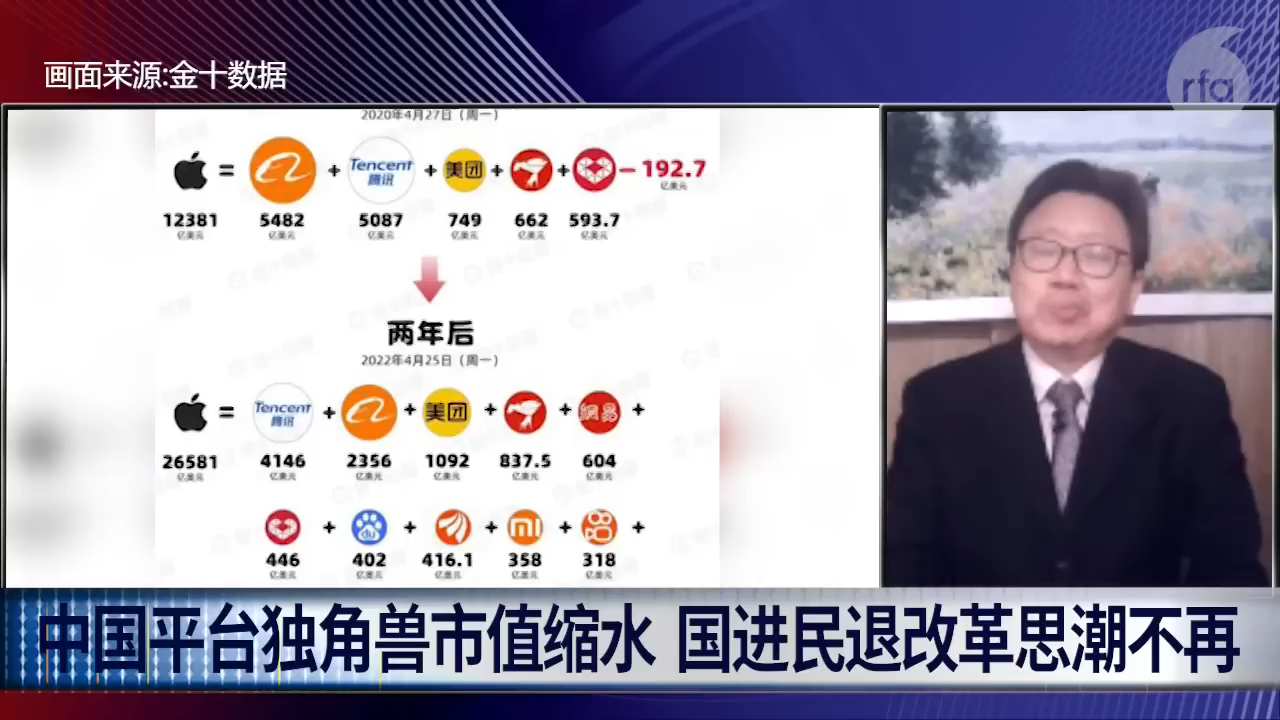 画面来源:金十数据
rfa
2020年4月27日（周一）
= + Tencent 腾讯 + 美团 + + − 192.7 亿美元
12381 5482 5087 749 662 593.7
亿美元 亿美元 亿美元 亿美元 亿美元 亿美元
两年后
2022年4月25日（周一）
= Tencent 腾讯 + + 美团 + + 網易 +
26581 4146 2356 1092 837.5 604
亿美元 亿美元 亿美元 亿美元 亿美元 亿美元
+ du + + mi + +
446 402 416.1 358 318
亿美元 亿美元 亿美元 亿美元 亿美元
中国平台独角兽市值缩水 国进民退改革思潮不再